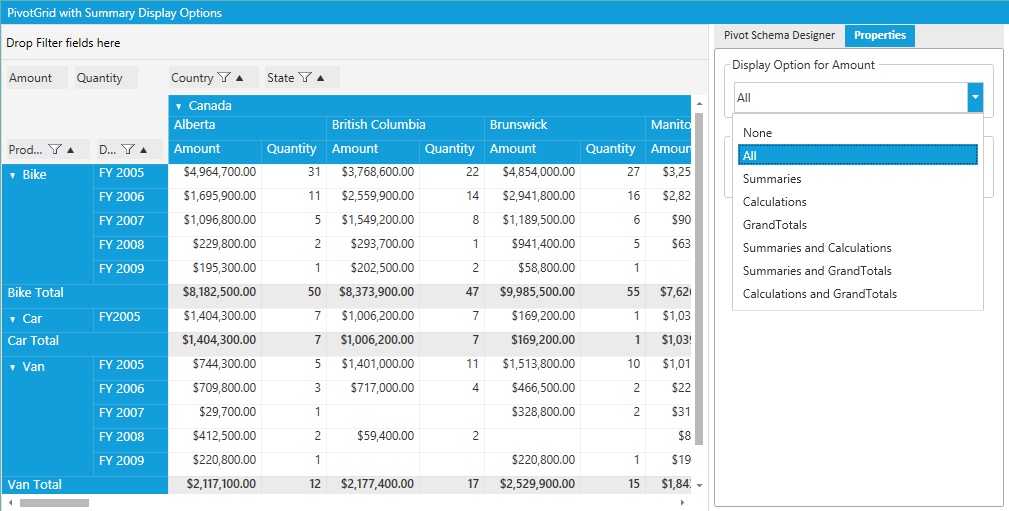 PivotGrid with Summary Display Options
Drop Filter fields here
Amount Quantity Country State
Canada
Alberta British Columbia Brunswick Manito
Prod... D... Amount Quantity Amount Quantity Amount Quantity Amoun
Bike FY 2005 $4,964,700.00 31 $3,768,600.00 22 $4,854,000.00 27 $3,25
FY 2006 $1,695,900.00 11 $2,559,900.00 14 $2,941,800.00 16 $2,82
FY 2007 $1,096,800.00 5 $1,549,200.00 8 $1,189,500.00 6 $90
FY 2008 $229,800.00 2 $293,700.00 1 $941,400.00 5 $63
FY 2009 $195,300.00 1 $202,500.00 2 $58,800.00 1
Bike Total $8,182,500.00 50 $8,373,900.00 47 $9,985,500.00 55 $7,62
Car FY2005 $1,404,300.00 7 $1,006,200.00 7 $169,200.00 1 $1,03
Car Total $1,404,300.00 7 $1,006,200.00 7 $169,200.00 1 $1,03
Van FY 2005 $744,300.00 5 $1,401,000.00 11 $1,513,800.00 10 $1,01
FY 2006 $709,800.00 3 $717,000.00 4 $466,500.00 2 $22
FY 2007 $29,700.00 1 $328,800.00 2 $31
FY 2008 $412,500.00 2 $59,400.00 2 $8
FY 2009 $220,800.00 1 $220,800.00 1 $19
Van Total $2,117,100.00 12 $2,177,400.00 17 $2,529,900.00 15 $1,84
Pivot Schema Designer Properties
Display Option for Amount
All
None
All
Summaries
Calculations
GrandTotals
Summaries and Calculations
Summaries and GrandTotals
Calculations and GrandTotals